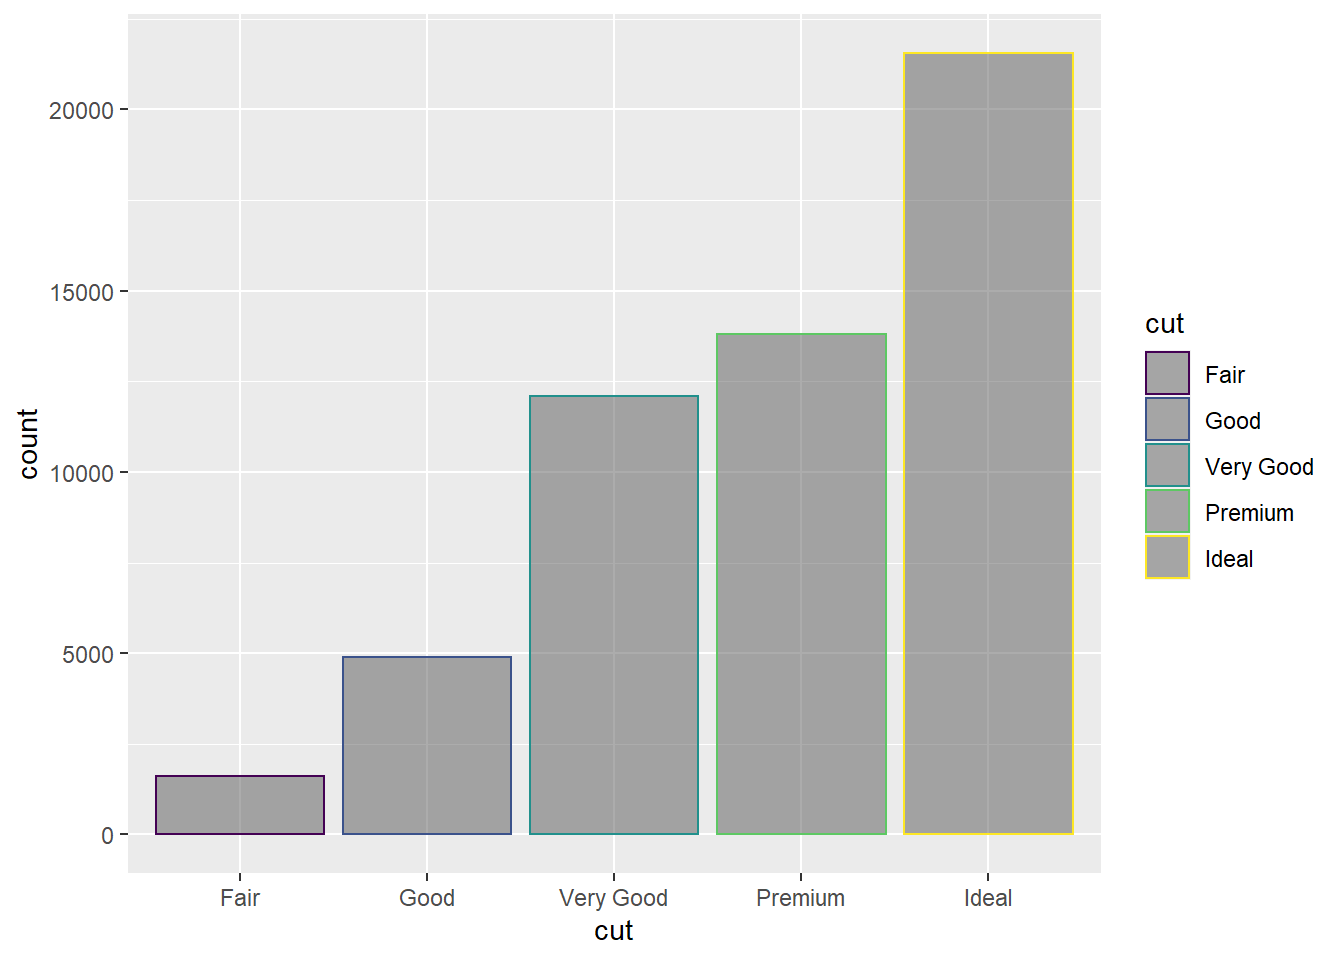 20000
15000
10000
5000
0
count
Fair
Good
Very Good
Premium
Ideal
cut
cut
Fair
Good
Very Good
Premium
Ideal